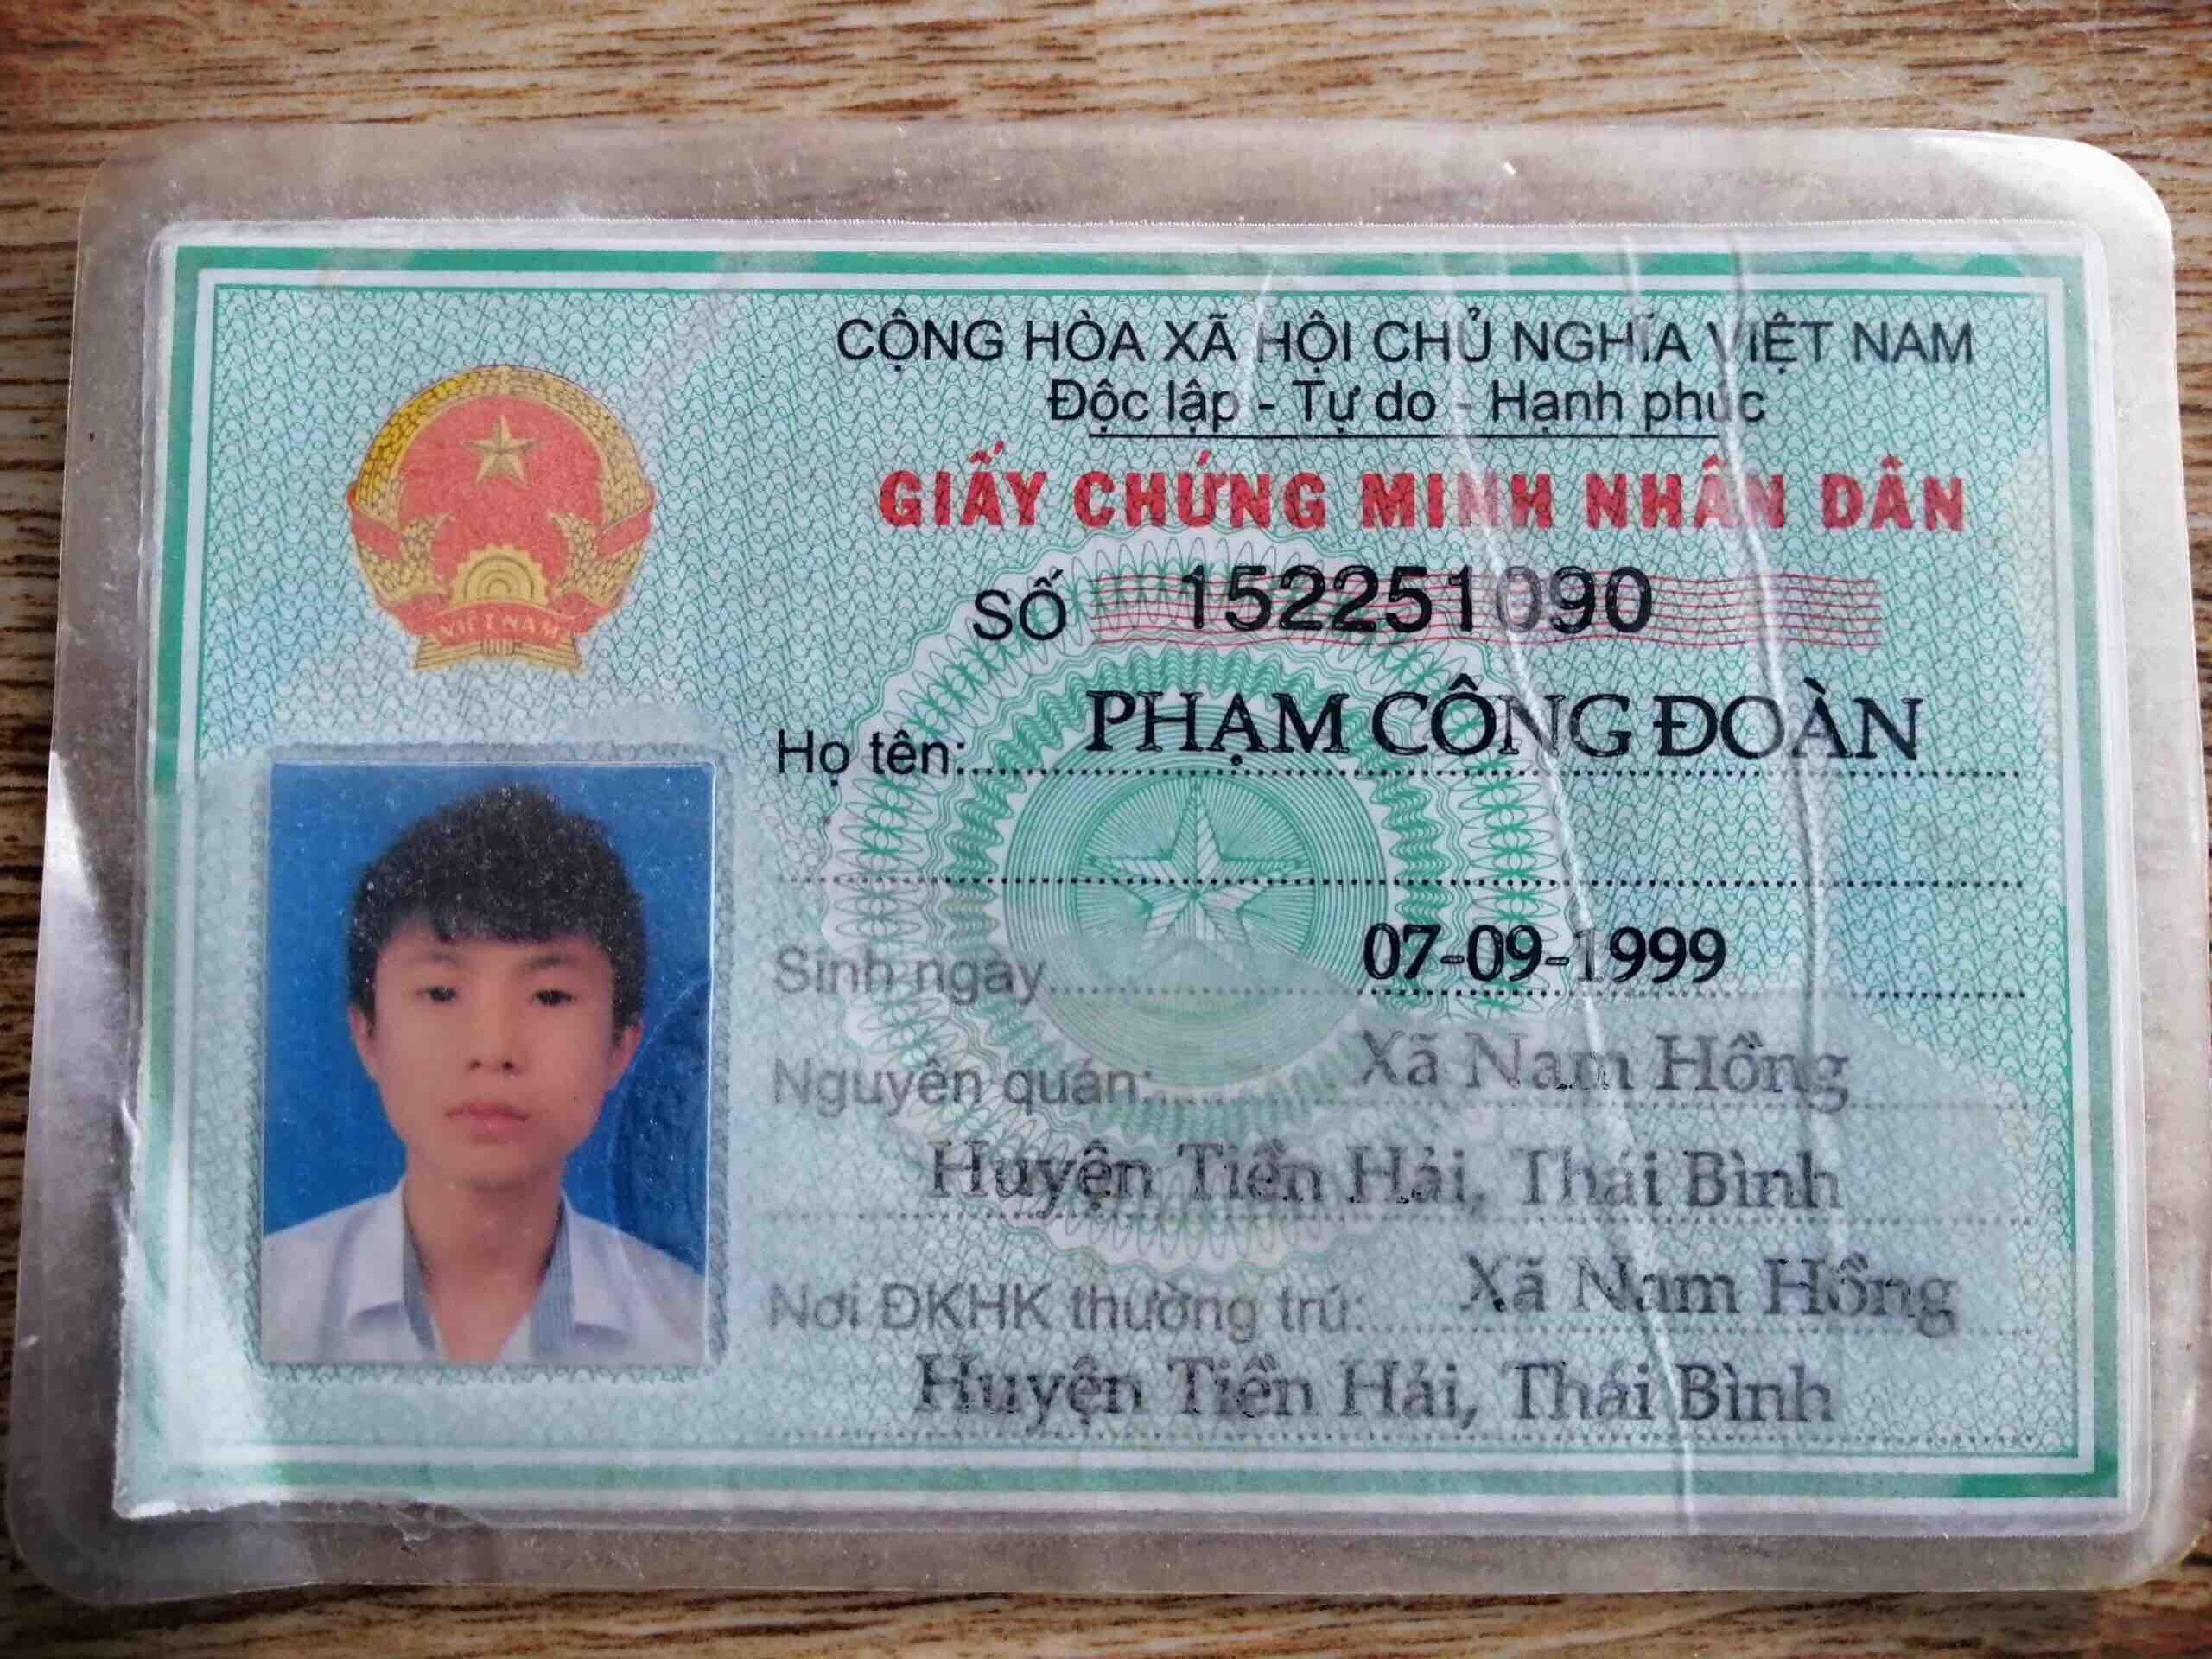 CỘNG HÒA XÃ HỘI CHỦ NGHĨA VIỆT NAM
Độc lập - Tự do - Hạnh phúc
GIẤY CHỨNG MINH NHÂN DÂN
SỐ 152251090
VIỆT NAM
Họ tên: PHẠM CÔNG ĐOÀN
Sinh ngày 07-09-1999
Nguyên quán: Xã Nam Hồng
Huyện Tiền Hải, Thái Bình
Nơi ĐKHK thường trú: Xã Nam Hồng
Huyện Tiền Hải, Thái Bình